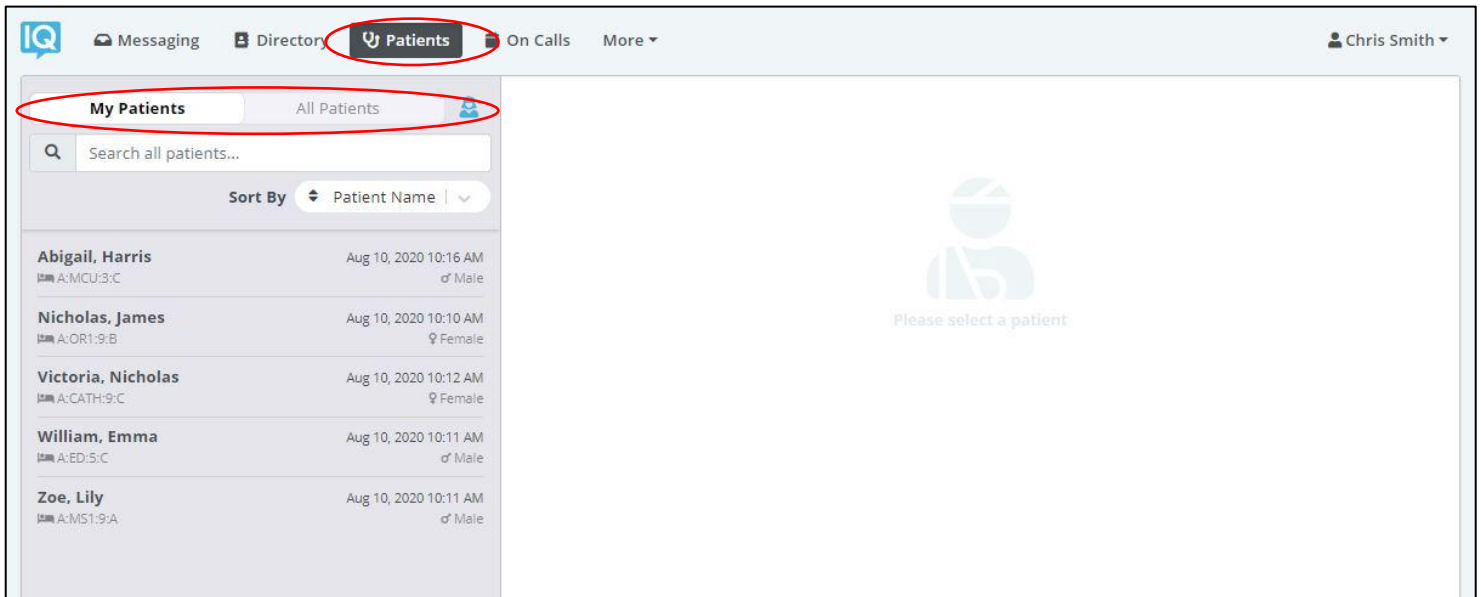 IQ Messaging Directory Patients On Calls More Chris Smith
My Patients All Patients
Search all patients...
Sort By Patient Name
Abigail, Harris Aug 10, 2020 10:16 AM
A:MCU:3:C Male
Nicholas, James Aug 10, 2020 10:10 AM
A:OR1:9:B Female
Victoria, Nicholas Aug 10, 2020 10:12 AM
A:CATH:9:C Female
William, Emma Aug 10, 2020 10:11 AM
A:ED:5:C Male
Zoe, Lily Aug 10, 2020 10:11 AM
A:MS1:9:A Male
Please select a patient